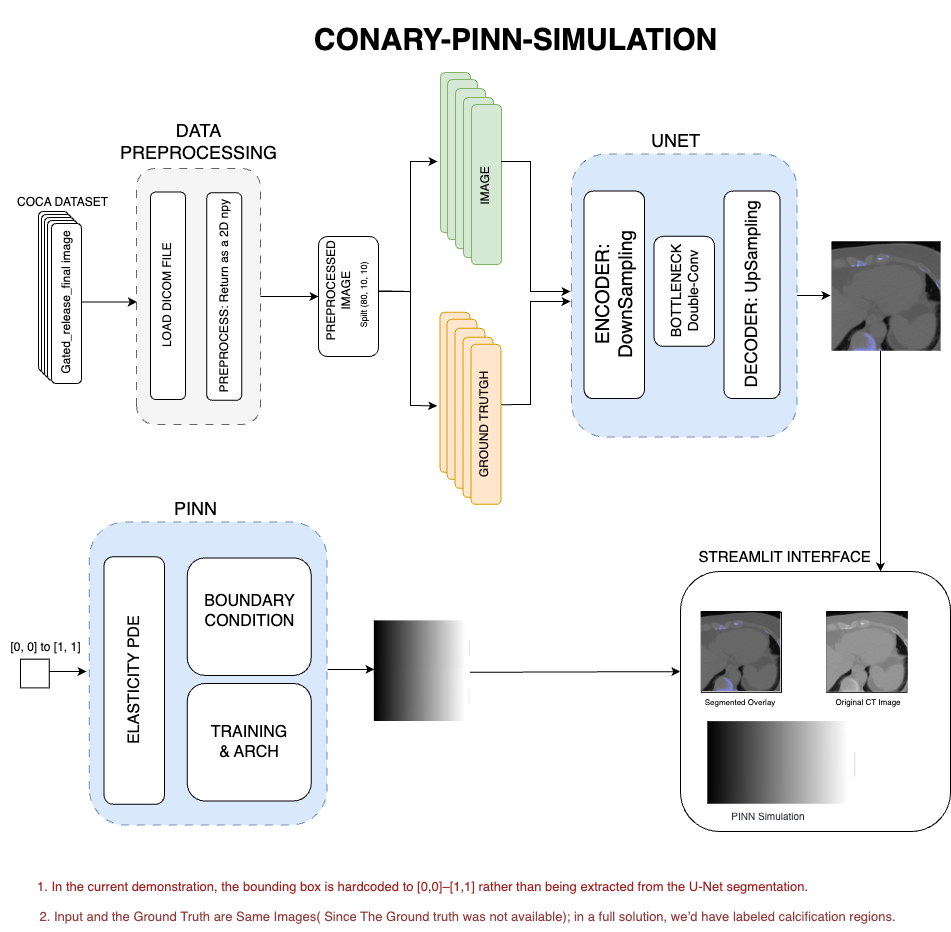 CONARY-PINN-SIMULATION
DATA
PREPROCESSING
COCA DATASET
Gated_release_final image
LOAD DICOM FILE
PREPROCESS: Return as a 2D npy
PREPROCESSED
IMAGE
Spilt (80, 10, 10)
IMAGE
GROUND TRUTGH
UNET
ENCODER:
DownSampling
BOTTLENECK
Double-Conv
DECODER: UpSampling
PINN
[0, 0] to [1, 1]
ELASTICITY PDE
BOUNDARY
CONDITION
TRAINING
& ARCH
STREAMLIT INTERFACE
Segmented Overlay
Original CT Image
PINN Simulation
1. In the current demonstration, the bounding box is hardcoded to [0,0]–[1,1] rather than being extracted from the U-Net segmentation.
2. Input and the Ground Truth are Same Images( Since The Ground truth was not available); in a full solution, we’d have labeled calcification regions.